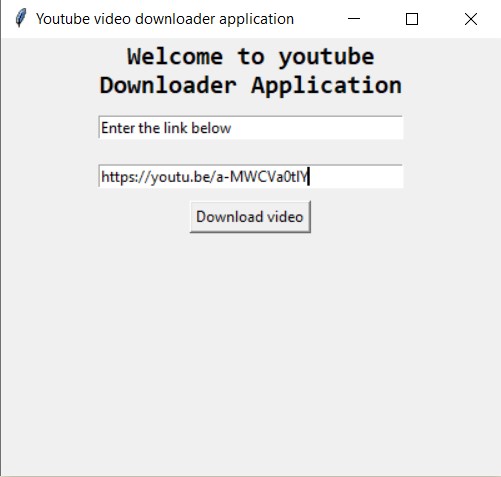 Youtube video downloader application
Welcome to youtube
Downloader Application
Enter the link below
https://youtu.be/a-MWCVa0tlY
Download video